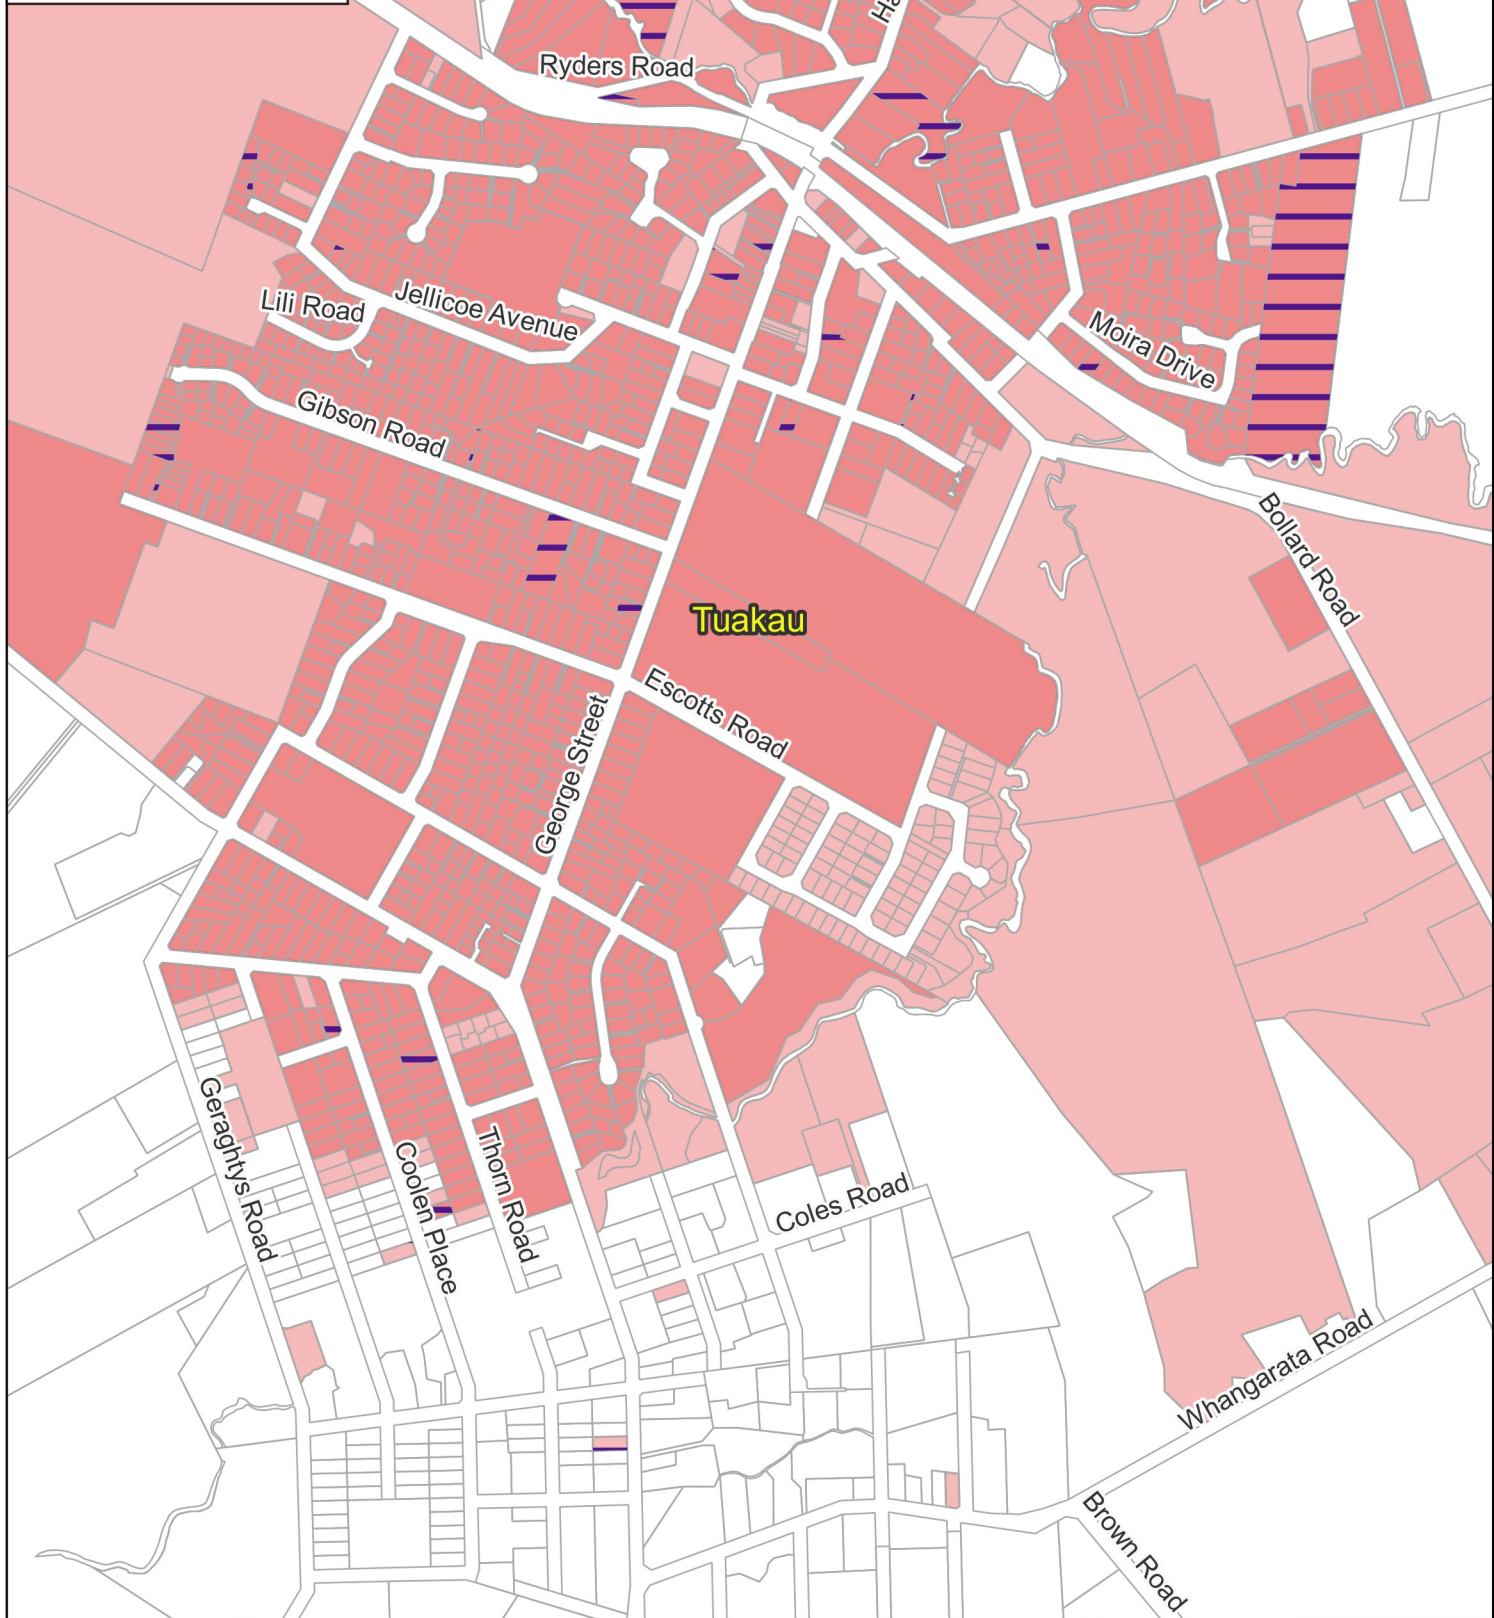 Ryders Road
Lili Road
Jellicoe Avenue
Moira Drive
Gibson Road
Bollard Road
Tuakau
Escotts Road
George Street
Geraghtys Road
Coolen Place
Thorn Road
Coles Road
Whangarata Road
Brown Road